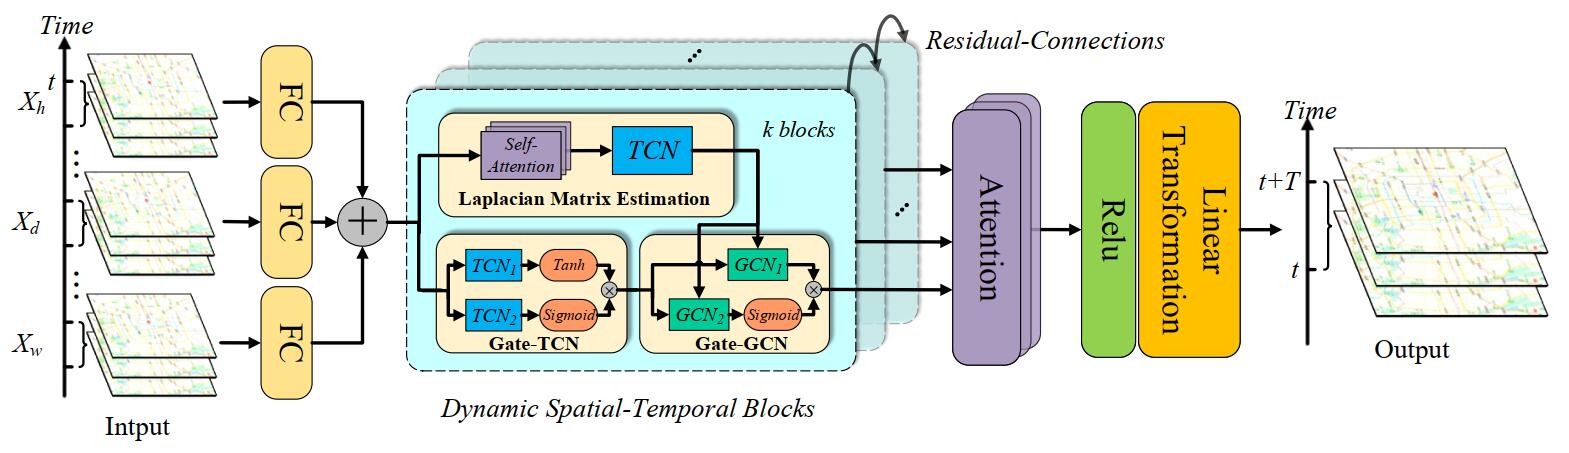 Time
t
X_h
X_d
X_w
Intput
FC
FC
FC
+
Residual-Connections
k blocks
Self-
Attention
TCN
Laplacian Matrix Estimation
TCN_1
Tanh
TCN_2
Sigmoid
Gate-TCN
GCN_1
GCN_2
Sigmoid
Gate-GCN
Dynamic Spatial-Temporal Blocks
Attention
Relu
Linear
Transformation
Time
t+T
t
Output